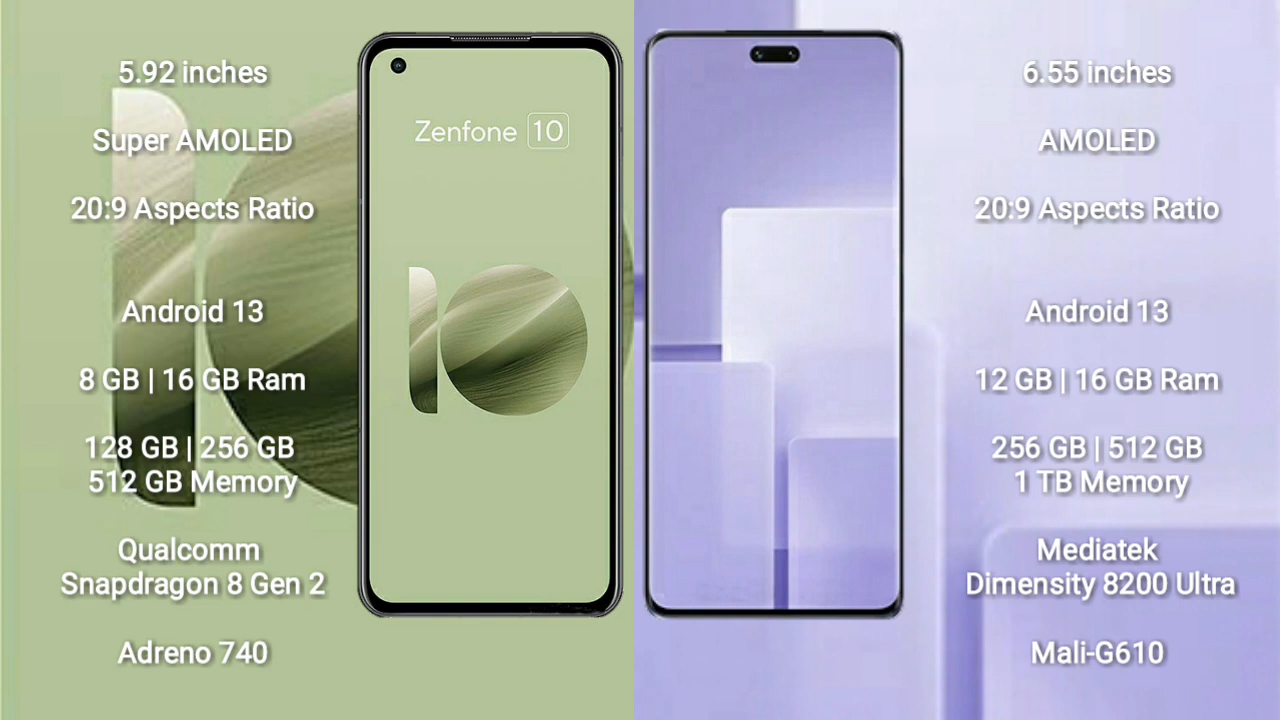 5.92 inches
Super AMOLED
20:9 Aspects Ratio
Android 13
8 GB | 16 GB Ram
128 GB | 256 GB
512 GB Memory
Qualcomm
Snapdragon 8 Gen 2
Adreno 740
Zenfone 10
6.55 inches
AMOLED
20:9 Aspects Ratio
Android 13
12 GB | 16 GB Ram
256 GB | 512 GB
1 TB Memory
Mediatek
Dimensity 8200 Ultra
Mali-G610